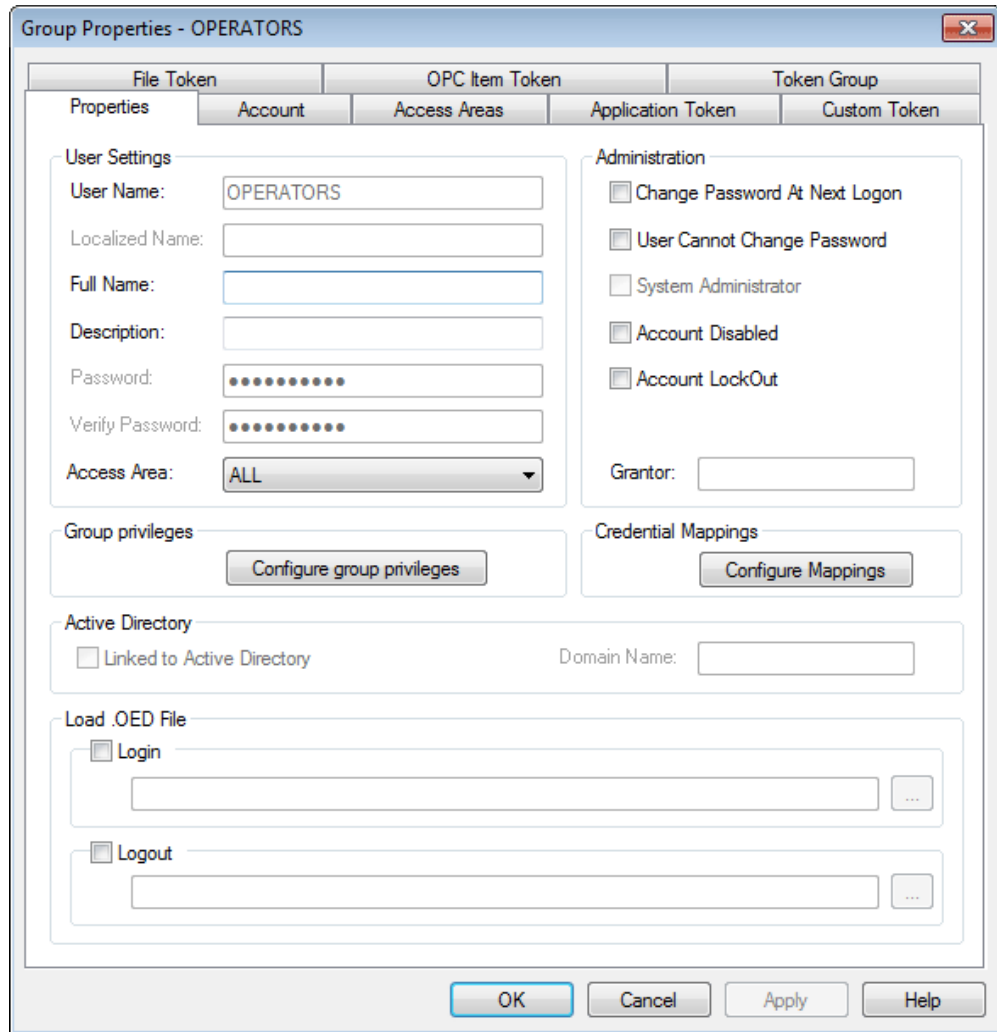 Group Properties - OPERATORS
File Token OPC Item Token Token Group
Properties Account Access Areas Application Token Custom Token
User Settings
User Name: OPERATORS
Localized Name:
Full Name:
Description:
Password: ●●●●●●●●●●
Verify Password: ●●●●●●●●●●
Access Area: ALL
Administration
Change Password At Next Logon
User Cannot Change Password
System Administrator
Account Disabled
Account LockOut
Grantor:
Group privileges
Configure group privileges
Credential Mappings
Configure Mappings
Active Directory
Linked to Active Directory Domain Name:
Load .OED File
Login
...
Logout
...
OK Cancel Apply Help